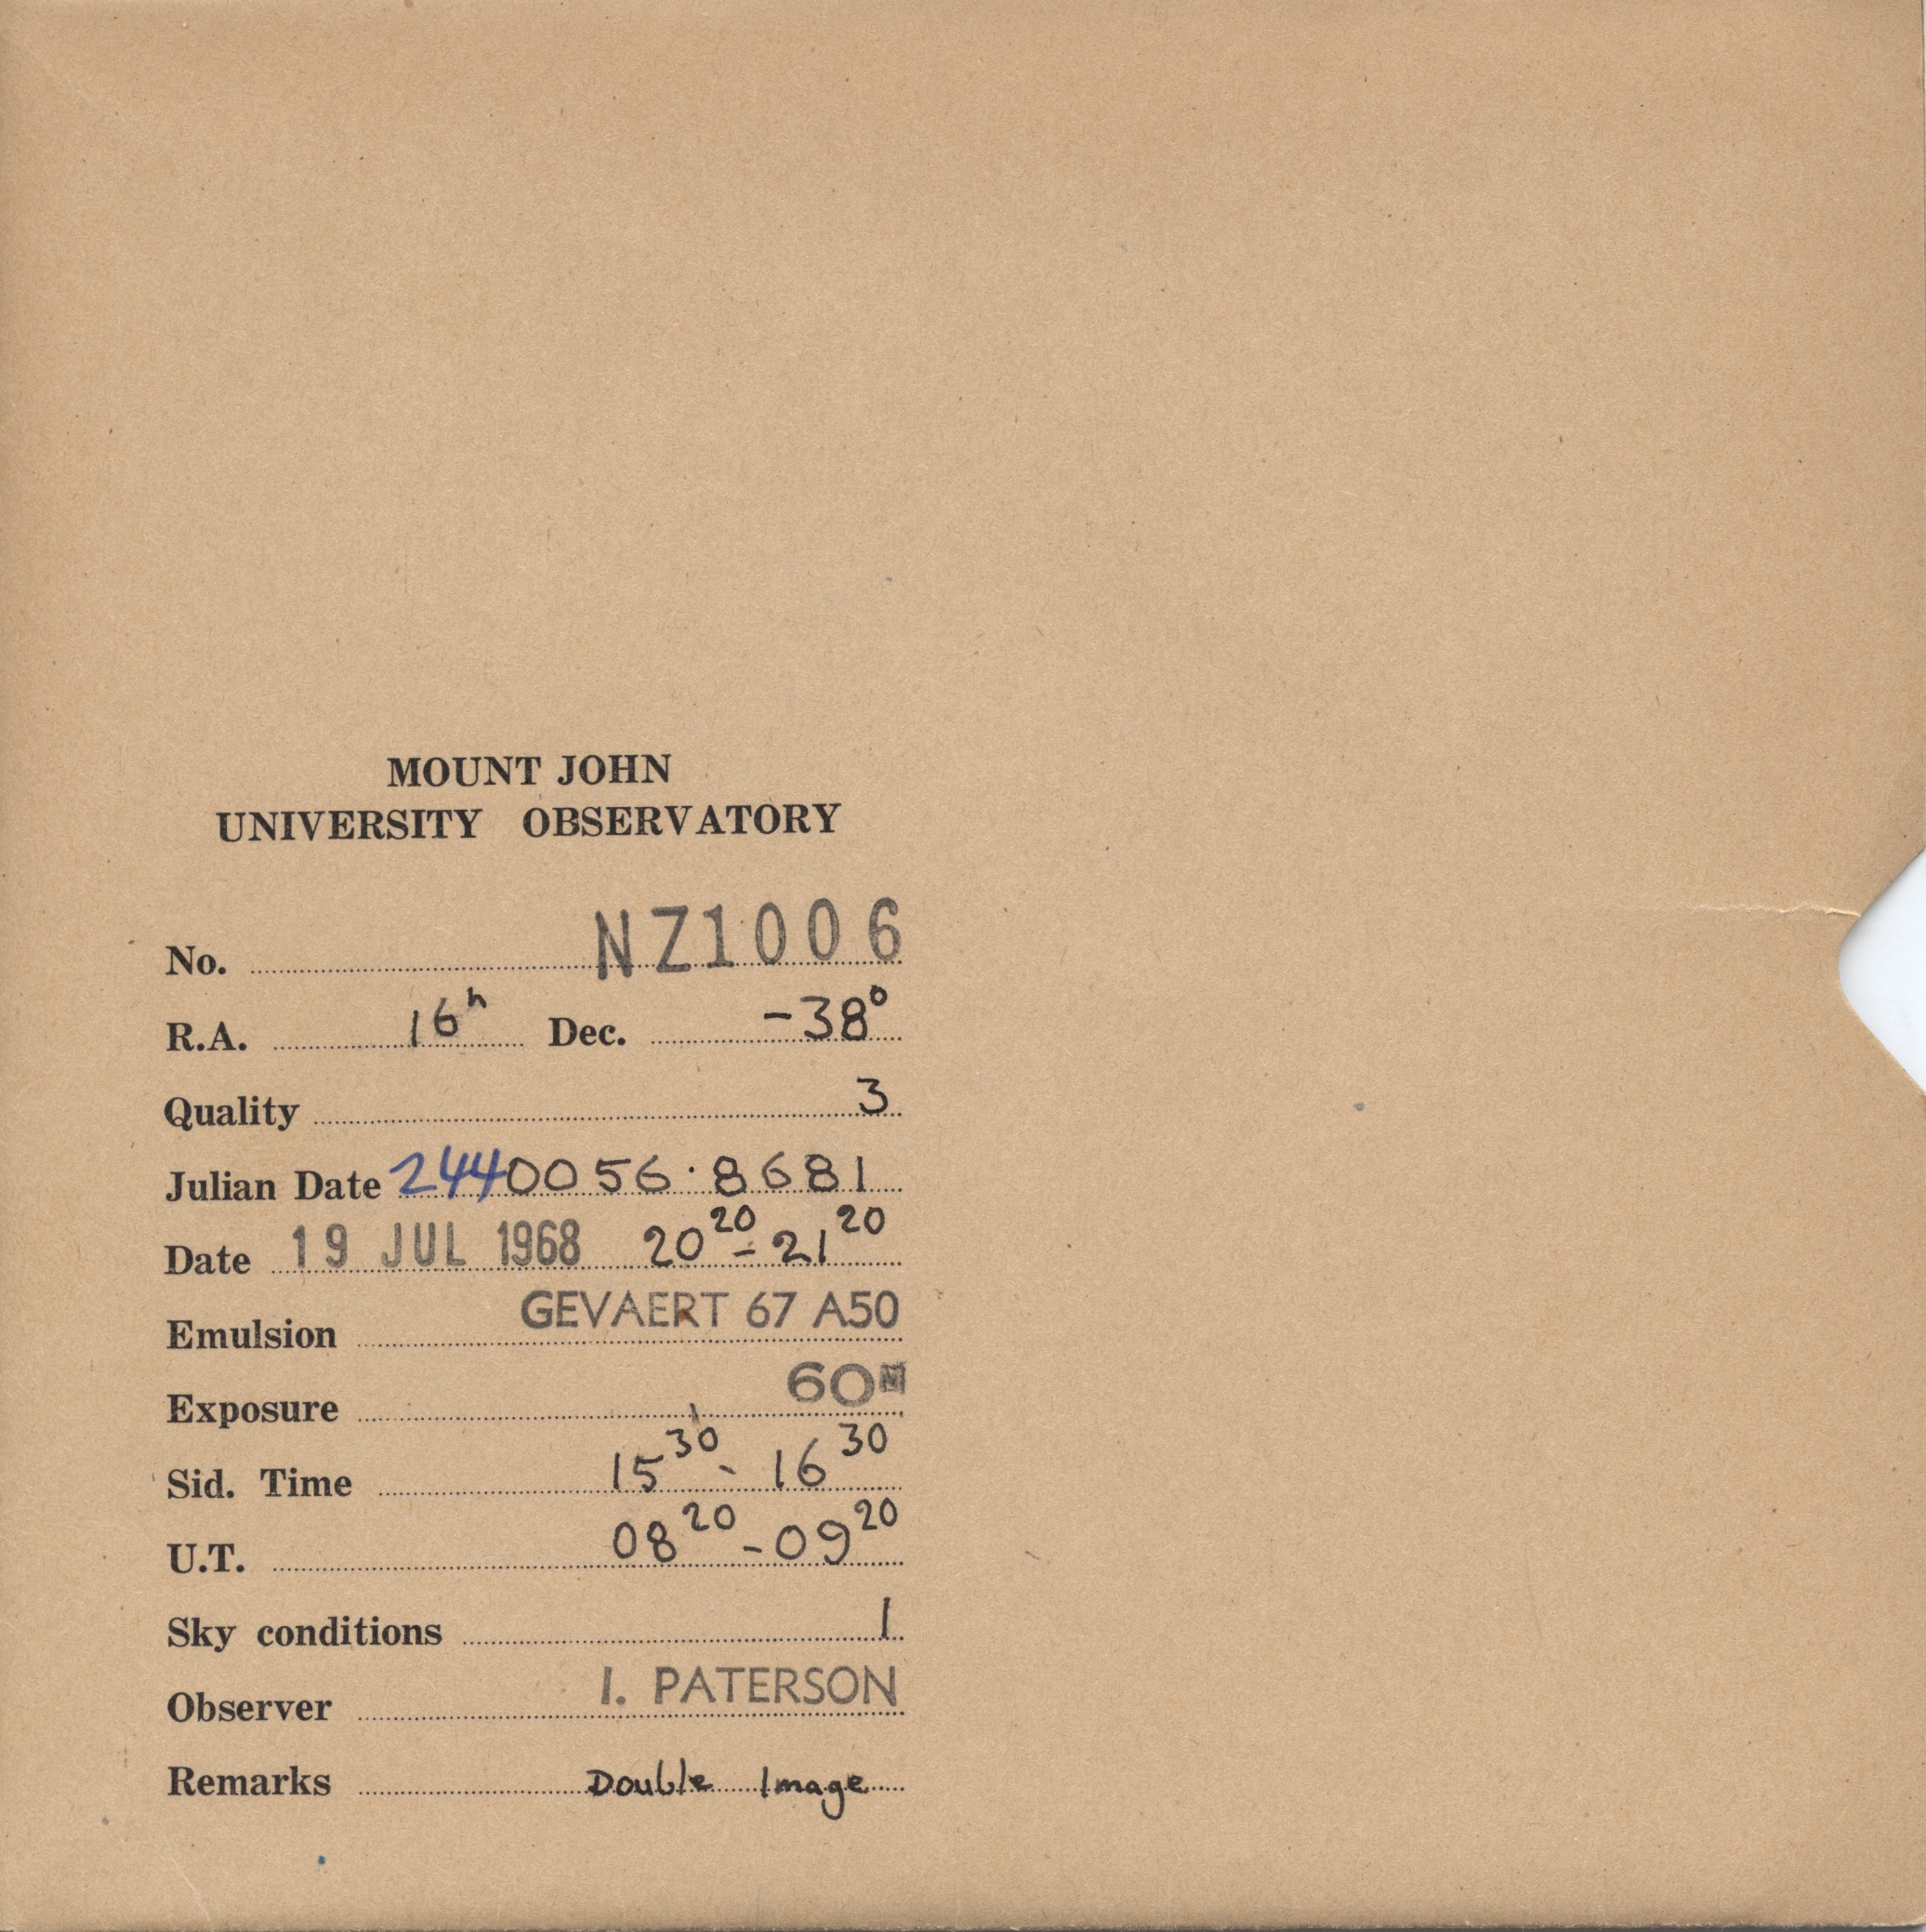 MOUNT JOHN
UNIVERSITY OBSERVATORY
No. NZ1006
R.A. 16h Dec. -38°
Quality 3
Julian Date 2440056.8681
Date 19 JUL 1968 20 20 - 21 20
Emulsion GEVAERT 67 A50
Exposure 60M
Sid. Time 15 30 - 16 30
U.T. 08 20 - 09 20
Sky conditions 1
Observer I. PATERSON
Remarks Double Image